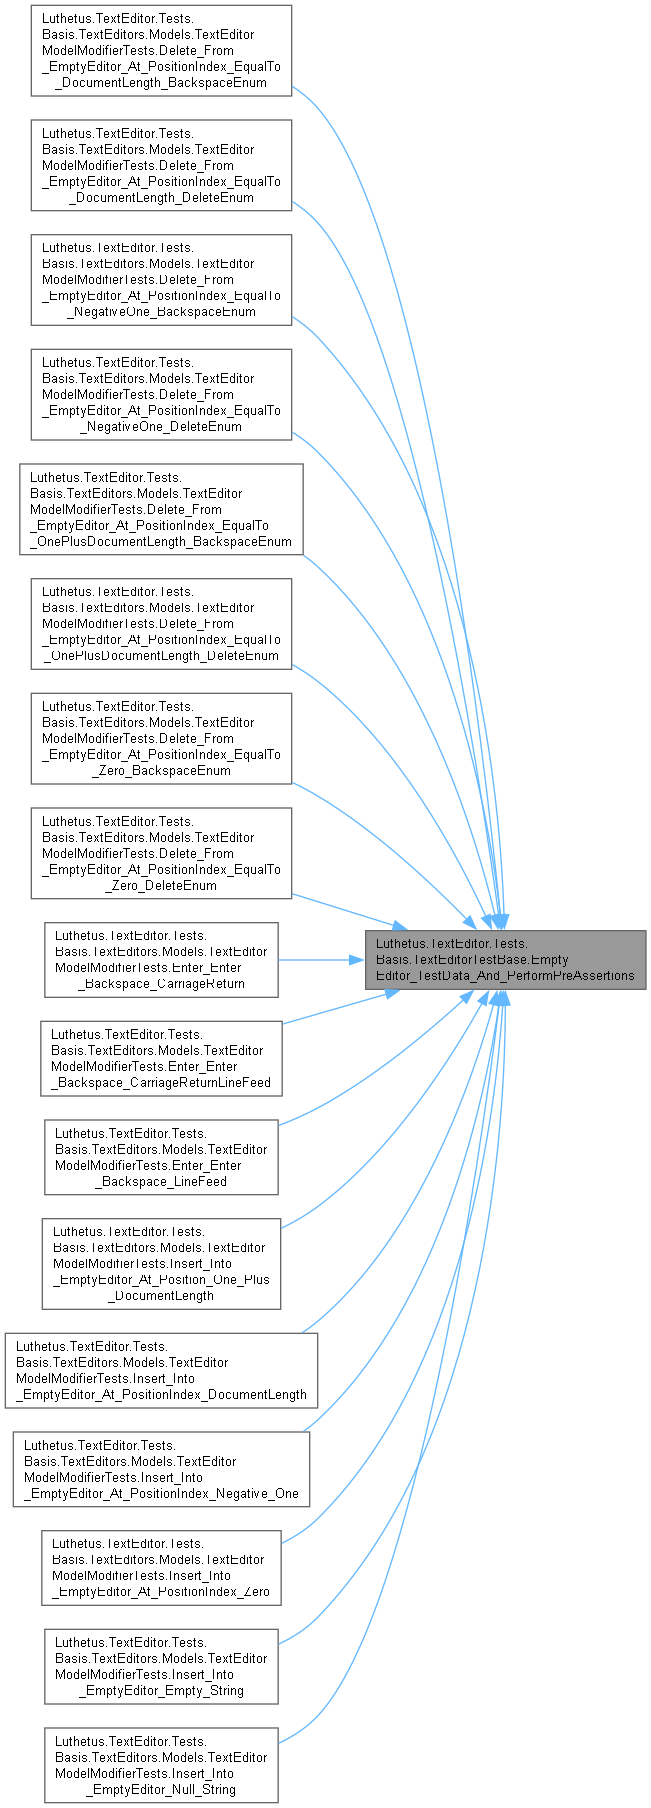 Luthetus.TextEditor.Tests.
Basis.TextEditors.Models.TextEditor
ModelModifierTests.Delete_From
_EmptyEditor_At_PositionIndex_EqualTo
_DocumentLength_BackspaceEnum
Luthetus.TextEditor.Tests.
Basis.TextEditors.Models.TextEditor
ModelModifierTests.Delete_From
_EmptyEditor_At_PositionIndex_EqualTo
_DocumentLength_DeleteEnum
Luthetus.TextEditor.Tests.
Basis.TextEditors.Models.TextEditor
ModelModifierTests.Delete_From
_EmptyEditor_At_PositionIndex_EqualTo
_NegativeOne_BackspaceEnum
Luthetus.TextEditor.Tests.
Basis.TextEditors.Models.TextEditor
ModelModifierTests.Delete_From
_EmptyEditor_At_PositionIndex_EqualTo
_NegativeOne_DeleteEnum
Luthetus.TextEditor.Tests.
Basis.TextEditors.Models.TextEditor
ModelModifierTests.Delete_From
_EmptyEditor_At_PositionIndex_EqualTo
_OnePlusDocumentLength_BackspaceEnum
Luthetus.TextEditor.Tests.
Basis.TextEditors.Models.TextEditor
ModelModifierTests.Delete_From
_EmptyEditor_At_PositionIndex_EqualTo
_OnePlusDocumentLength_DeleteEnum
Luthetus.TextEditor.Tests.
Basis.TextEditors.Models.TextEditor
ModelModifierTests.Delete_From
_EmptyEditor_At_PositionIndex_EqualTo
_Zero_BackspaceEnum
Luthetus.TextEditor.Tests.
Basis.TextEditors.Models.TextEditor
ModelModifierTests.Delete_From
_EmptyEditor_At_PositionIndex_EqualTo
_Zero_DeleteEnum
Luthetus.TextEditor.Tests.
Basis.TextEditors.Models.TextEditor
ModelModifierTests.Enter_Enter
_Backspace_CarriageReturn
Luthetus.TextEditor.Tests.
Basis.TextEditorTestBase.Empty
Editor_TestData_And_PerformPreAssertions
Luthetus.TextEditor.Tests.
Basis.TextEditors.Models.TextEditor
ModelModifierTests.Enter_Enter
_Backspace_CarriageReturnLineFeed
Luthetus.TextEditor.Tests.
Basis.TextEditors.Models.TextEditor
ModelModifierTests.Enter_Enter
_Backspace_LineFeed
Luthetus.TextEditor.Tests.
Basis.TextEditors.Models.TextEditor
ModelModifierTests.Insert_Into
_EmptyEditor_At_Position_One_Plus
_DocumentLength
Luthetus.TextEditor.Tests.
Basis.TextEditors.Models.TextEditor
ModelModifierTests.Insert_Into
_EmptyEditor_At_PositionIndex_DocumentLength
Luthetus.TextEditor.Tests.
Basis.TextEditors.Models.TextEditor
ModelModifierTests.Insert_Into
_EmptyEditor_At_PositionIndex_Negative_One
Luthetus.TextEditor.Tests.
Basis.TextEditors.Models.TextEditor
ModelModifierTests.Insert_Into
_EmptyEditor_At_PositionIndex_Zero
Luthetus.TextEditor.Tests.
Basis.TextEditors.Models.TextEditor
ModelModifierTests.Insert_Into
_EmptyEditor_Empty_String
Luthetus.TextEditor.Tests.
Basis.TextEditors.Models.TextEditor
ModelModifierTests.Insert_Into
_EmptyEditor_Null_String